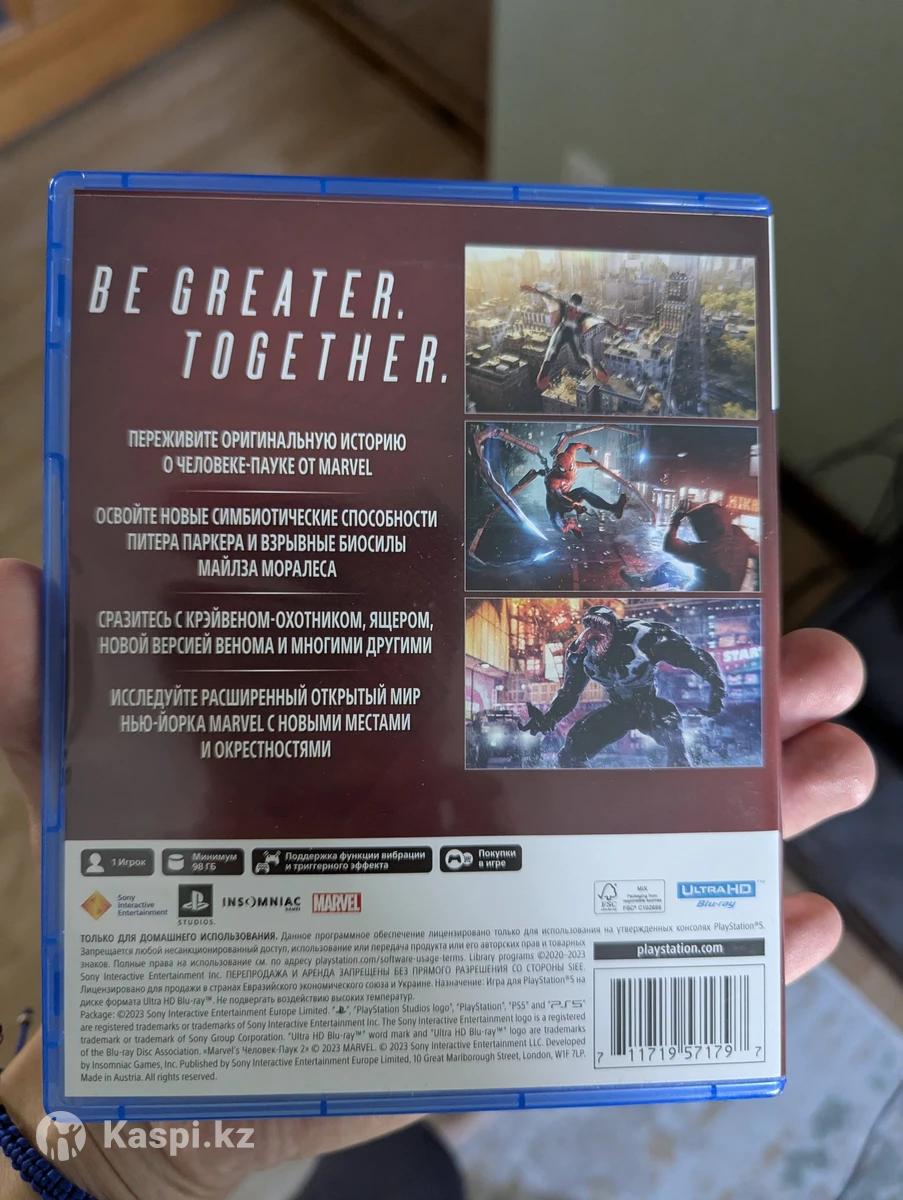 BE GREATER.
TOGETHER.
ПЕРЕЖИВИТЕ ОРИГИНАЛЬНУЮ ИСТОРИЮ
О ЧЕЛОВЕКЕ-ПАУКЕ ОТ MARVEL
ОСВОЙТЕ НОВЫЕ СИМБИОТИЧЕСКИЕ СПОСОБНОСТИ
ПИТЕРА ПАРКЕРА И ВЗРЫВНЫЕ БИОСИЛЫ
МАЙЛЗА МОРАЛЕСА
СРАЗИТЕСЬ С КРЭЙВЕНОМ-ОХОТНИКОМ, ЯЩЕРОМ,
НОВОЙ ВЕРСИЕЙ ВЕНОМА И МНОГИМИ ДРУГИМИ
ИССЛЕДУЙТЕ РАСШИРЕННЫЙ ОТКРЫТЫЙ МИР
НЬЮ-ЙОРКА MARVEL С НОВЫМИ МЕСТАМИ
И ОКРЕСТНОСТЯМИ
STAR
1 Игрок
Минимум
98 ГБ
Поддержка функции вибрации
и триггерного эффекта
Покупки
в игре
Sony
Interactive
Entertainment
STUDIOS
INSOMNIAC
GAMES
MARVEL
FSC
MIX
Packaging from
responsible sources
ULTRA HD
Blu-ray™
ТОЛЬКО ДЛЯ ДОМАШНЕГО ИСПОЛЬЗОВАНИЯ. Данное программное обеспечение лицензировано только для использования на утвержденных консолях PlayStation®5.
Запрещается любой несанкционированный доступ, использование или передача продукта или его авторских прав и товарных
знаков. Полные права на использование см. по адресу playstation.com/software-usage-terms. Library programs ©2020–2023
Sony Interactive Entertainment Inc. ПЕРЕПРОДАЖА И АРЕНДА ЗАПРЕЩЕНЫ БЕЗ ПРЯМОГО РАЗРЕШЕНИЯ СО СТОРОНЫ SIEE.
Лицензировано для продажи в странах Евразийского экономического союза и Украине. Назначение: Игра для PlayStation®5 на
диске формата Ultra HD Blu-ray™. Не подвергать воздействию высоких температур.
Package: ©2023 Sony Interactive Entertainment Europe Limited. "PlayStation Studios logo", "PlayStation", "PS5" and "PS5"
are registered trademarks or trademarks of Sony Interactive Entertainment Inc. The Sony Interactive Entertainment logo is a registered
trademark or trademark of Sony Group Corporation. "Ultra HD Blu-ray™" word mark and "Ultra HD Blu-ray™" logo are trademarks
of the Blu-ray Disc Association. «Marvel's Человек-Паук 2» © 2023 MARVEL. © 2023 Sony Interactive Entertainment LLC. Developed
by Insomniac Games, Inc. Published by Sony Interactive Entertainment Europe Limited, 10 Great Marlborough Street, London, W1F 7LP.
Made in Austria. All rights reserved.
playstation.com
7 11719 57179 7
Kaspi.kz